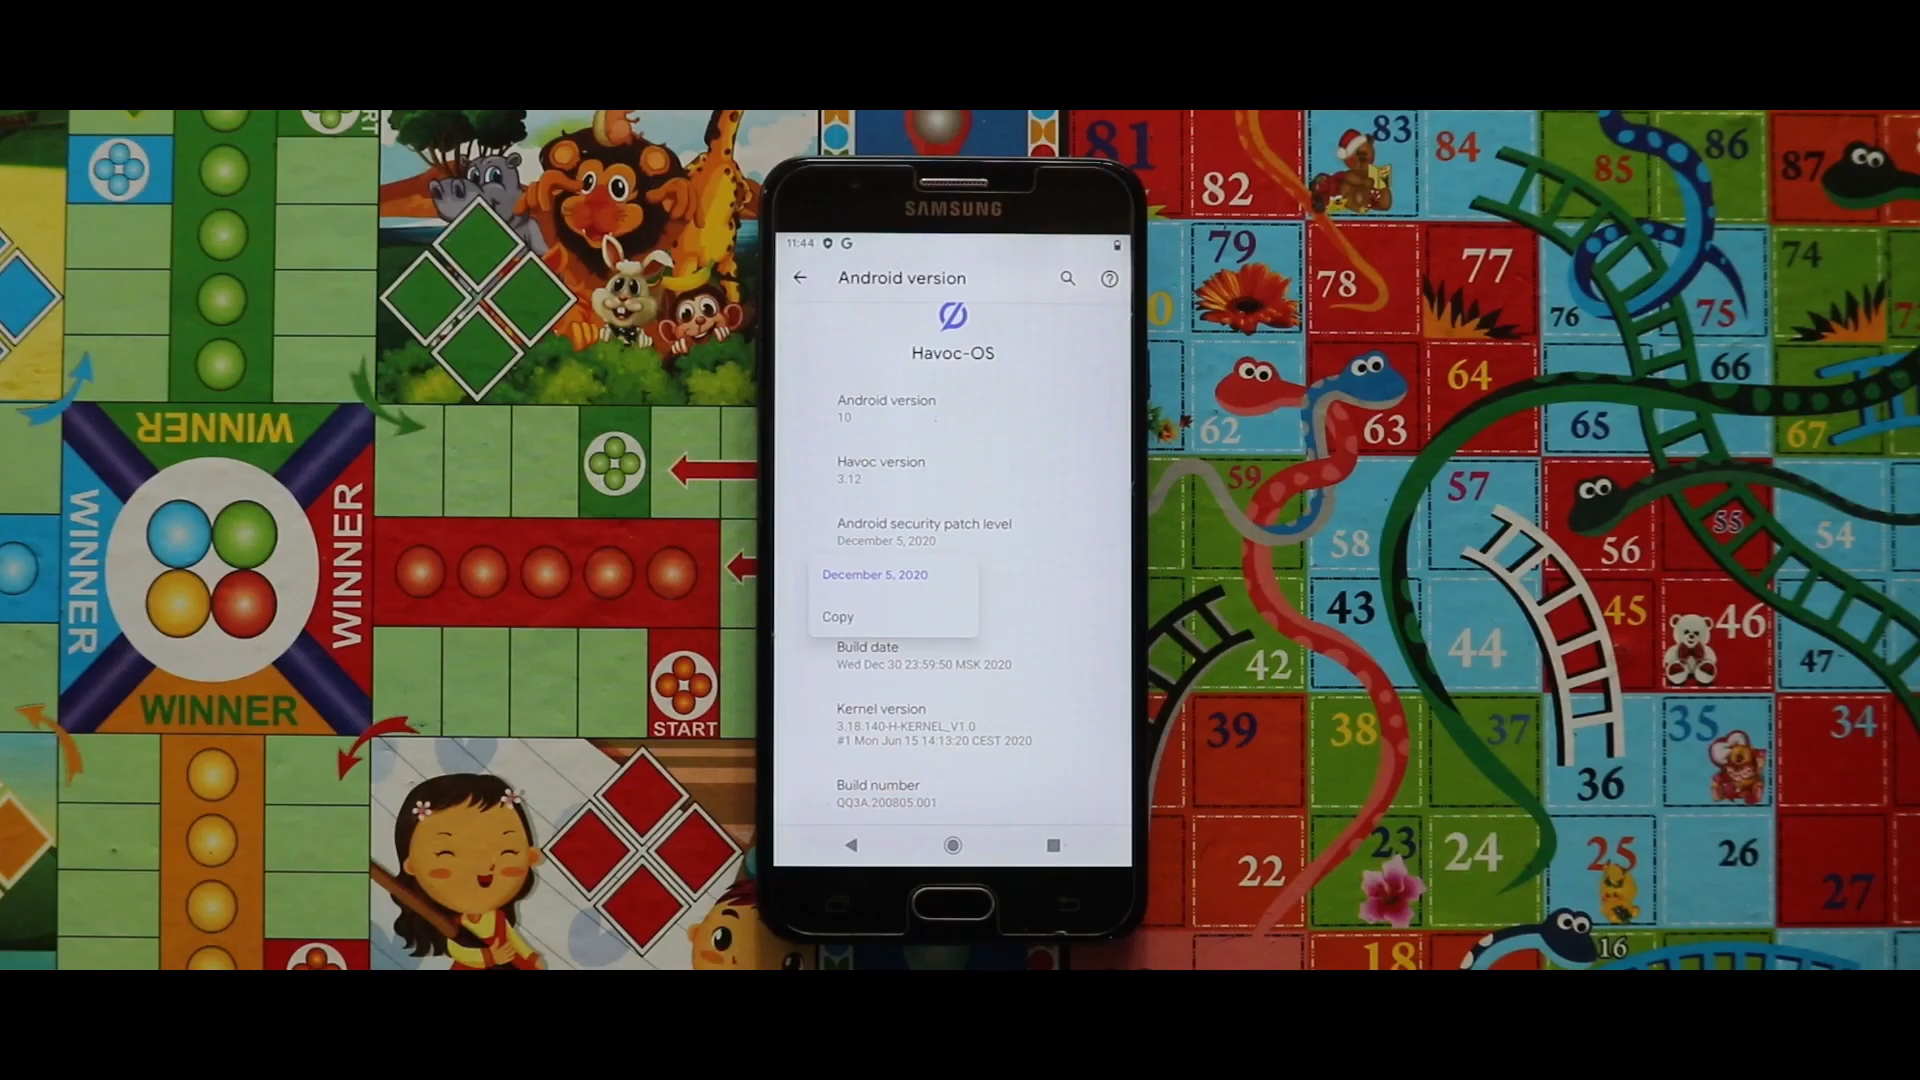 SAMSUNG
11:44
Android version
Havoc-OS
Android version
10
Havoc version
3.12
Android security patch level
December 5, 2020
December 5, 2020
Copy
Build date
Wed Dec 30 23:59:50 MSK 2020
Kernel version
3.18.140-H-KERNEL_V1.0
#1 Mon Jun 15 14:13:20 CEST 2020
Build number
QQ3A.200805.001
WINNER
WINNER
WINNER
WINNER
START
81
82
83
84
85
86
87
79
78
77
76
75
74
62
63
64
65
66
67
59
58
57
56
55
54
42
43
44
45
46
47
39
38
37
36
35
34
22
23
24
25
26
27
18
16